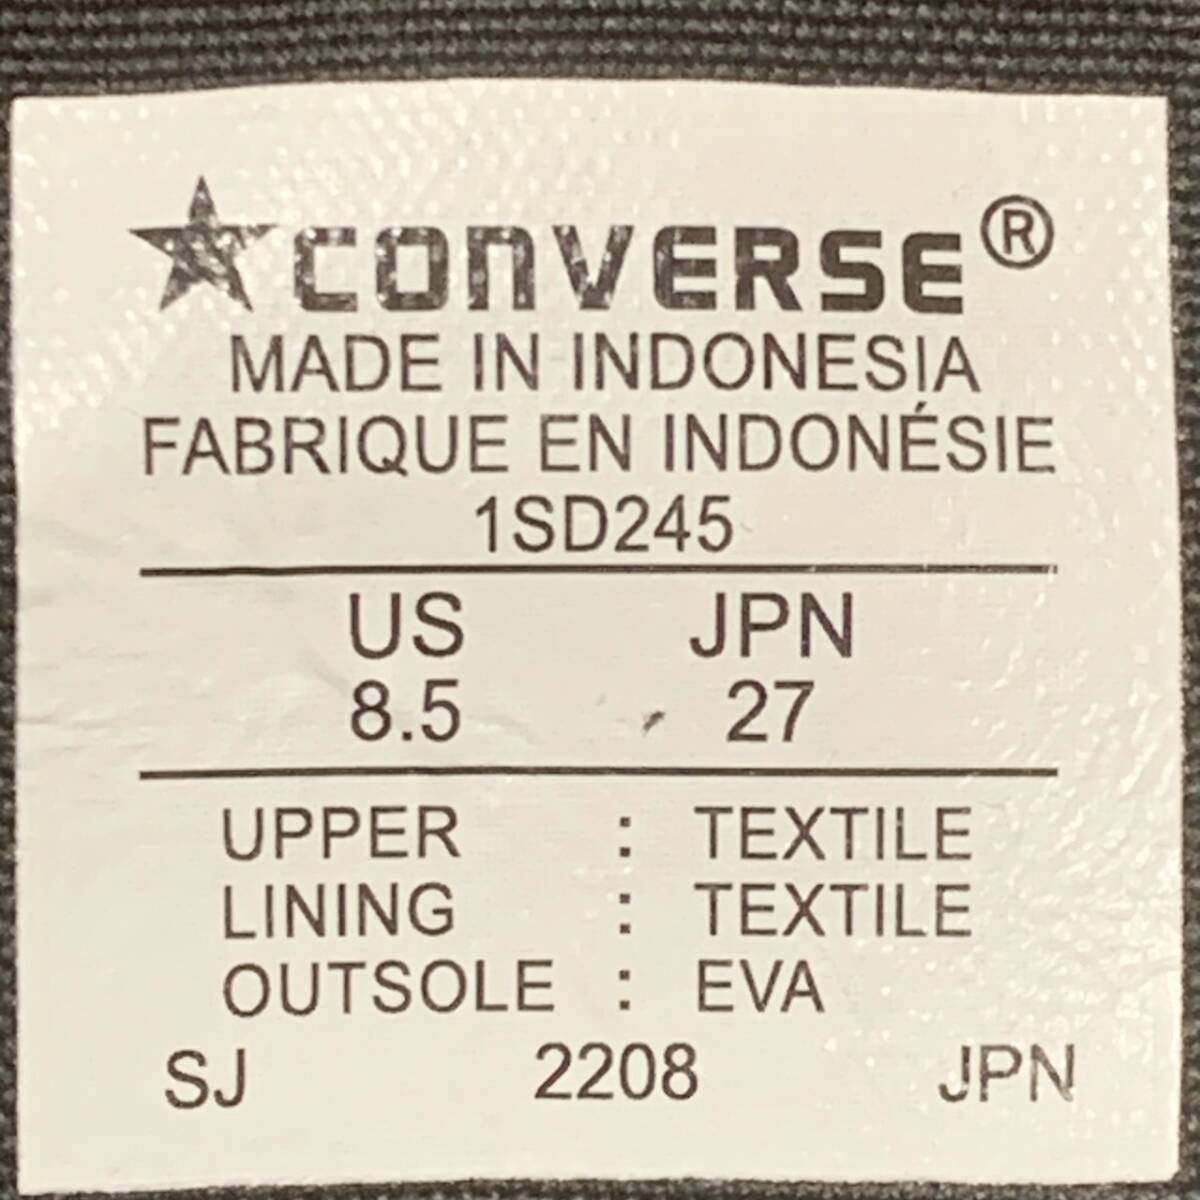 ★CONVERSE®
MADE IN INDONESIA
FABRIQUE EN INDONÉSIE
1SD245
US JPN
8.5 27
UPPER : TEXTILE
LINING : TEXTILE
OUTSOLE : EVA
SJ 2208 JPN